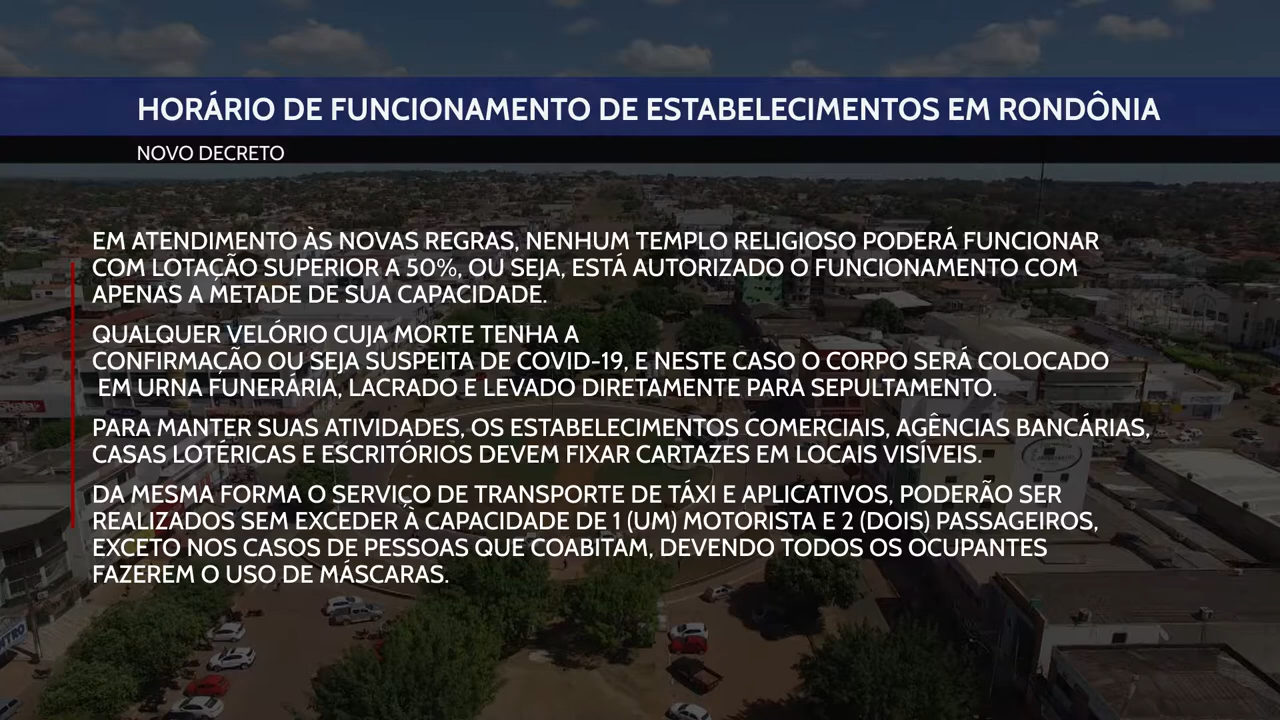 HORÁRIO DE FUNCIONAMENTO DE ESTABELECIMENTOS EM RONDÔNIA
NOVO DECRETO
EM ATENDIMENTO ÀS NOVAS REGRAS, NENHUM TEMPLO RELIGIOSO PODERÁ FUNCIONAR
COM LOTAÇÃO SUPERIOR A 50%, OU SEJA, ESTÁ AUTORIZADO O FUNCIONAMENTO COM
APENAS A METADE DE SUA CAPACIDADE.
QUALQUER VELÓRIO CUJA MORTE TENHA A
CONFIRMAÇÃO OU SEJA SUSPEITA DE COVID-19, E NESTE CASO O CORPO SERÁ COLOCADO
EM URNA FUNERÁRIA, LACRADO E LEVADO DIRETAMENTE PARA SEPULTAMENTO.
PARA MANTER SUAS ATIVIDADES, OS ESTABELECIMENTOS COMERCIAIS, AGÊNCIAS BANCÁRIAS,
CASAS LOTÉRICAS E ESCRITÓRIOS DEVEM FIXAR CARTAZES EM LOCAIS VISÍVEIS.
DA MESMA FORMA O SERVIÇO DE TRANSPORTE DE TÁXI E APLICATIVOS, PODERÃO SER
REALIZADOS SEM EXCEDER À CAPACIDADE DE 1 (UM) MOTORISTA E 2 (DOIS) PASSAGEIROS,
EXCETO NOS CASOS DE PESSOAS QUE COABITAM, DEVENDO TODOS OS OCUPANTES
FAZEREM O USO DE MÁSCARAS.